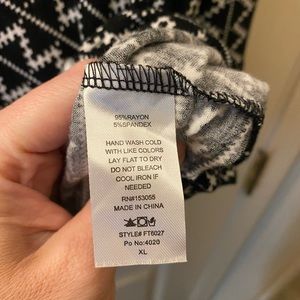 95%RAYON
5%SPANDEX
HAND WASH COLD
WITH LIKE COLORS
LAY FLAT TO DRY
DO NOT BLEACH
COOL IRON IF
NEEDED
RN#153055
MADE IN CHINA
STYLE# FT6027
Po No:4020
XL